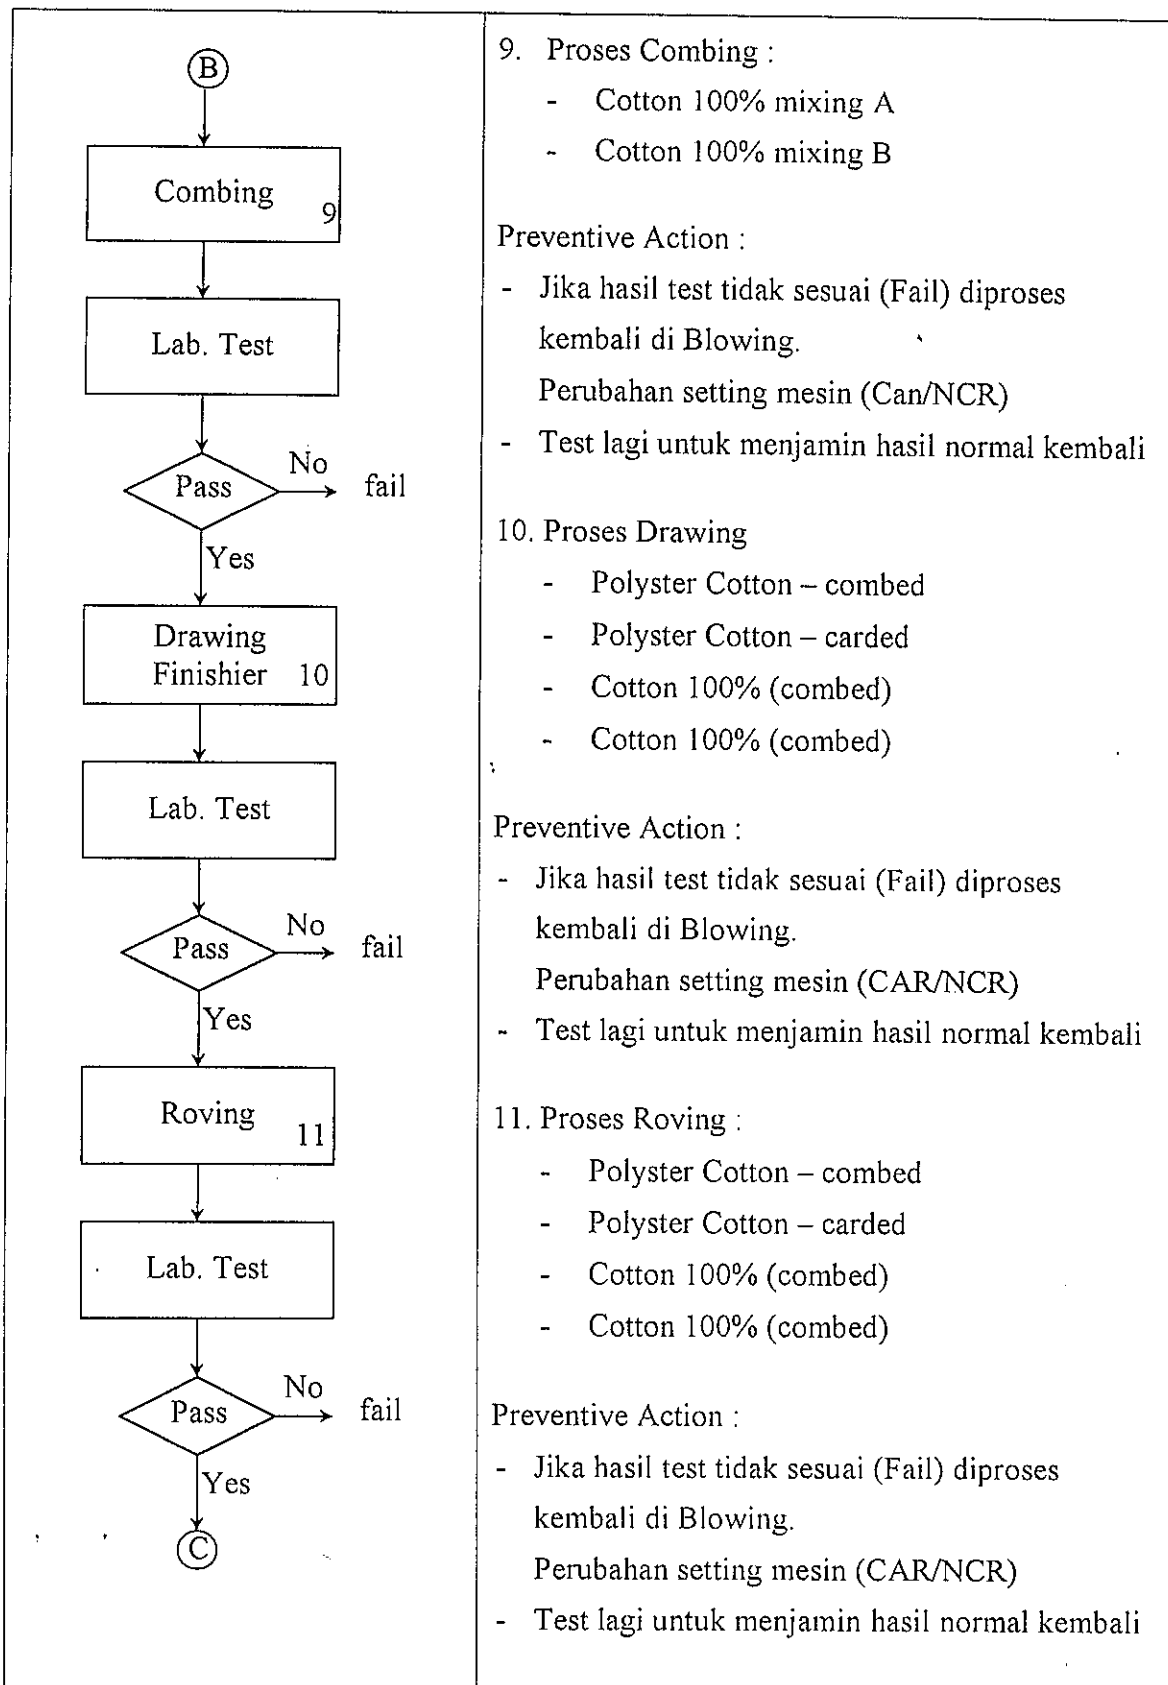 B
Combing
9
Lab. Test
Pass
No
fail
Yes
Drawing
Finishier 10
Lab. Test
Pass
No
fail
Yes
Roving
11
Lab. Test
Pass
No
fail
Yes
C
9. Proses Combing :
- Cotton 100% mixing A
- Cotton 100% mixing B
Preventive Action :
- Jika hasil test tidak sesuai (Fail) diproses
kembali di Blowing.
Perubahan setting mesin (Can/NCR)
- Test lagi untuk menjamin hasil normal kembali
10. Proses Drawing
- Polyster Cotton – combed
- Polyster Cotton – carded
- Cotton 100% (combed)
- Cotton 100% (combed)
Preventive Action :
- Jika hasil test tidak sesuai (Fail) diproses
kembali di Blowing.
Perubahan setting mesin (CAR/NCR)
- Test lagi untuk menjamin hasil normal kembali
11. Proses Roving :
- Polyster Cotton – combed
- Polyster Cotton – carded
- Cotton 100% (combed)
- Cotton 100% (combed)
Preventive Action :
- Jika hasil test tidak sesuai (Fail) diproses
kembali di Blowing.
Perubahan setting mesin (CAR/NCR)
- Test lagi untuk menjamin hasil normal kembali